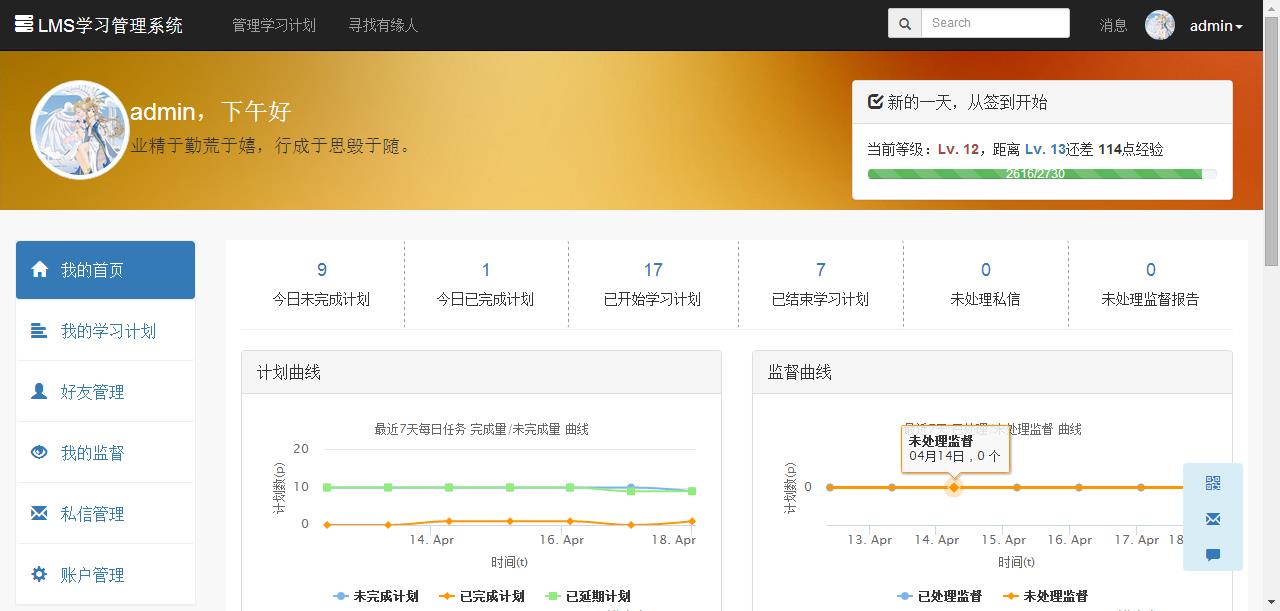 LMS学习管理系统 管理学习计划 寻找有缘人 Search 消息 admin
admin，下午好
业精于勤荒于嬉，行成于思毁于随。
新的一天，从签到开始
当前等级：Lv. 12，距离 Lv. 13还差 114点经验
2616/2730
我的首页
我的学习计划
好友管理
我的监督
私信管理
账户管理
9 1 17 7 0 0
今日未完成计划 今日已完成计划 已开始学习计划 已结束学习计划 未处理私信 未处理监督报告
计划曲线
最近7天每日任务 完成量/未完成量 曲线
计划数(p)
20
10
0
14. Apr 16. Apr 18. Apr
时间(t)
未完成计划 已完成计划 已延期计划
监督曲线
最近7天 已处理/未处理监督 曲线
未处理监督
04月14日，0 个
计划数(p)
0
13. Apr 14. Apr 15. Apr 16. Apr 17. Apr 18
时间(t)
已处理监督 未处理监督